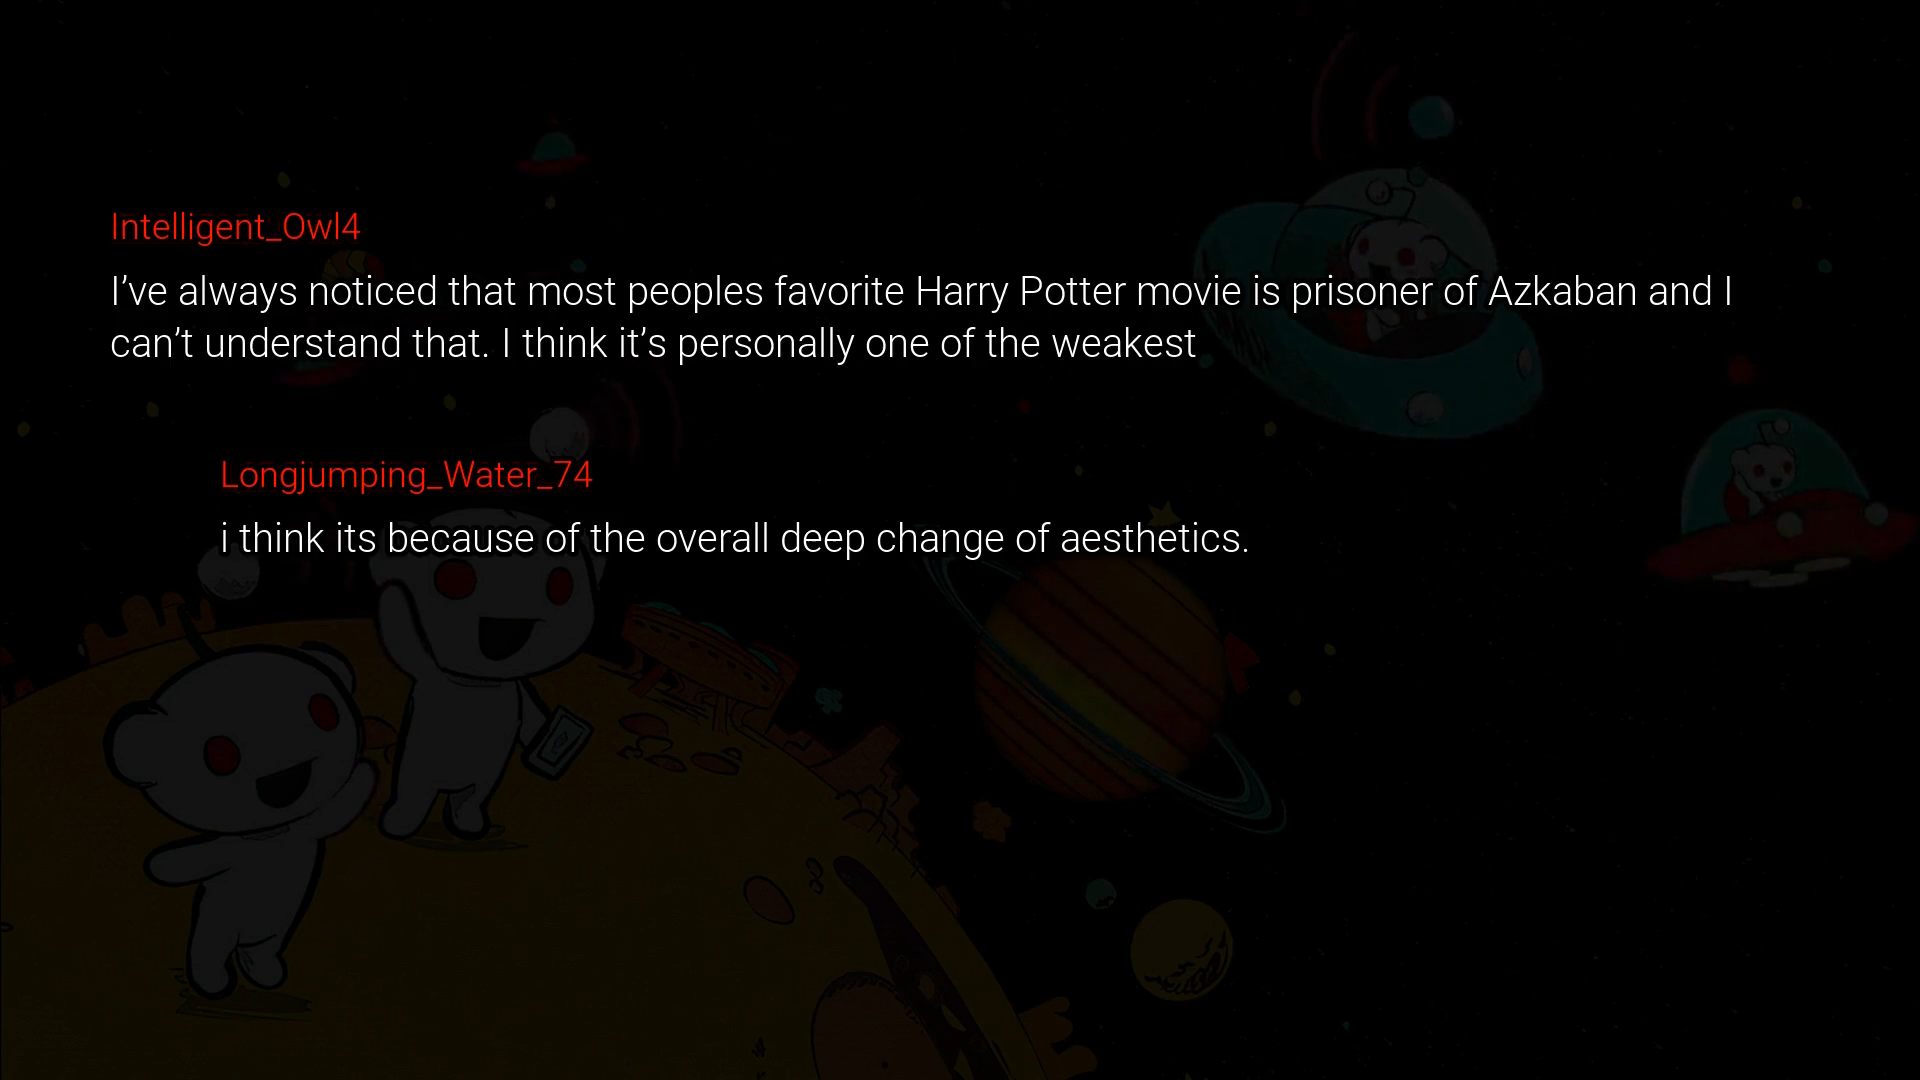 Intelligent_Owl4
I’ve always noticed that most peoples favorite Harry Potter movie is prisoner of Azkaban and I
can’t understand that. I think it’s personally one of the weakest
Longjumping_Water_74
i think its because of the overall deep change of aesthetics.